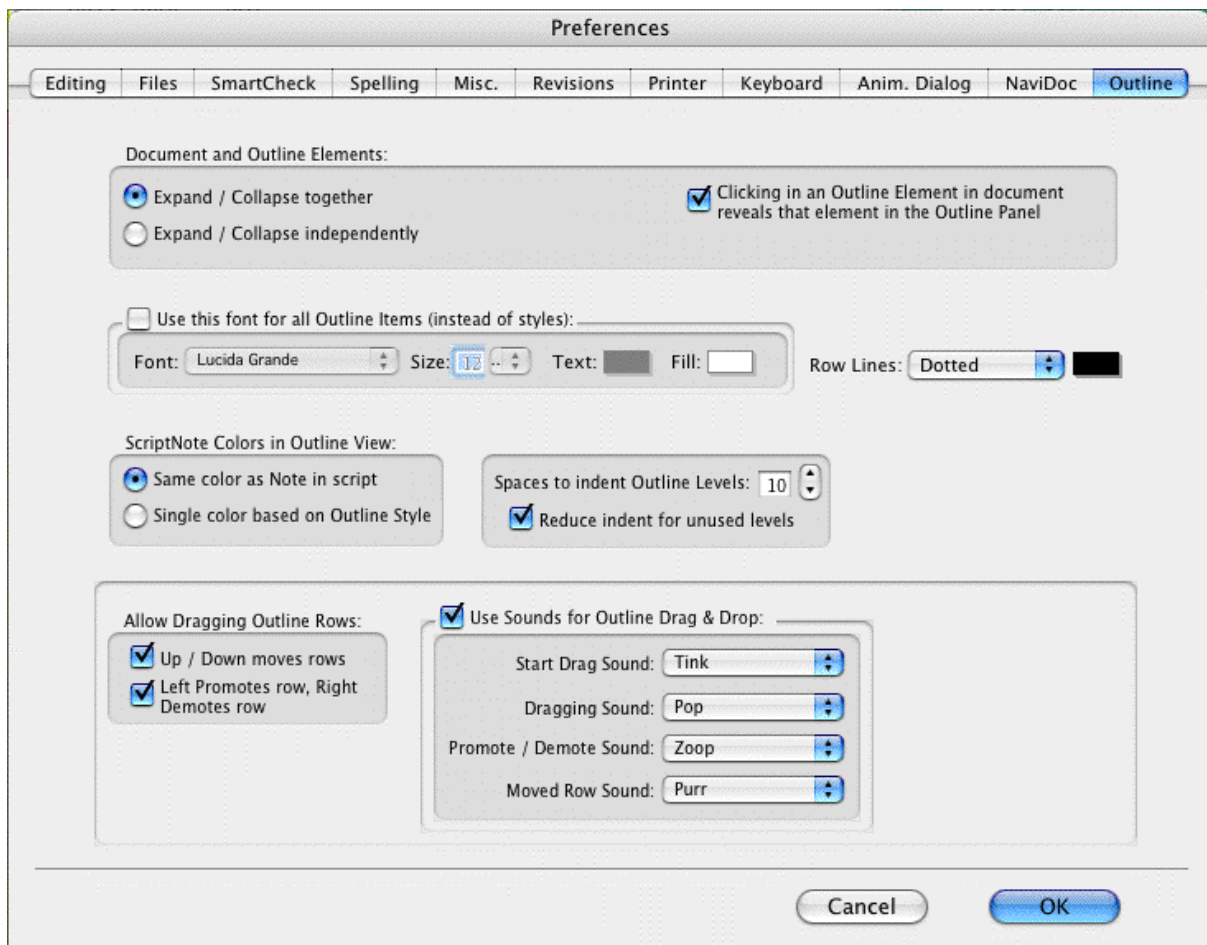 Preferences
Editing Files SmartCheck Spelling Misc. Revisions Printer Keyboard Anim. Dialog NaviDoc Outline
Document and Outline Elements:
Expand / Collapse together
Expand / Collapse independently
Clicking in an Outline Element in document
reveals that element in the Outline Panel
Use this font for all Outline Items (instead of styles):
Font: Lucida Grande Size: 12 .. Text: Fill:
Row Lines: Dotted
ScriptNote Colors in Outline View:
Same color as Note in script
Single color based on Outline Style
Spaces to indent Outline Levels: 10
Reduce indent for unused levels
Allow Dragging Outline Rows:
Up / Down moves rows
Left Promotes row, Right
Demotes row
Use Sounds for Outline Drag & Drop:
Start Drag Sound: Tink
Dragging Sound: Pop
Promote / Demote Sound: Zoop
Moved Row Sound: Purr
Cancel OK